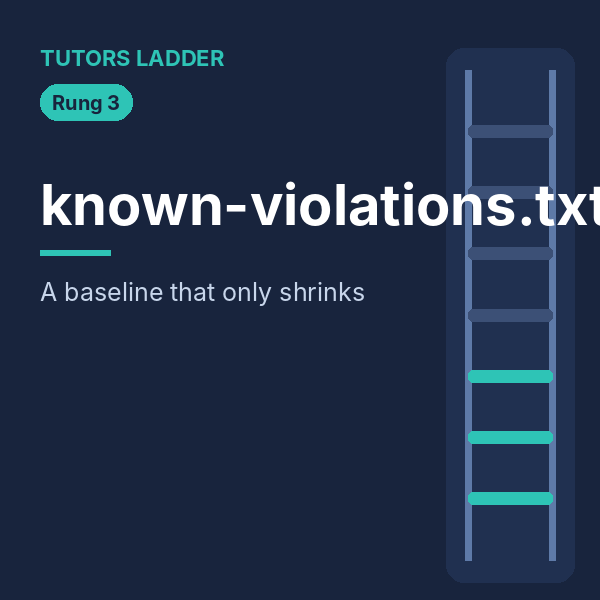 TUTORS LADDER
Rung 3
known-violations.txt
A baseline that only shrinks